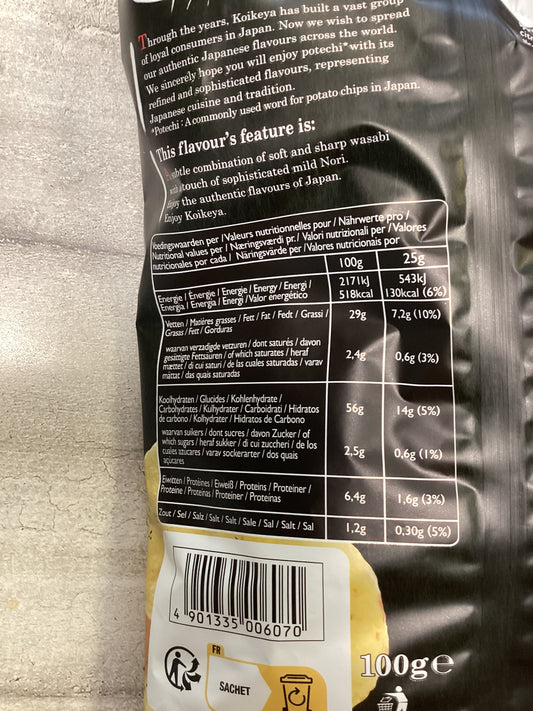 Through the years, Koikeya has built a vast group
of loyal consumers in Japan. Now we wish to spread
our authentic Japanese flavours across the world.
We sincerely hope you will enjoy potechi* with its
refined and sophisticated flavours, representing
Japanese cuisine and tradition.
*Potechi : A commonly used word for potato chips in Japan.
This flavour's feature is:
A subtle combination of soft and sharp wasabi
with a touch of sophisticated mild Nori.
Enjoy the authentic flavours of Japan.
Enjoy Koikeya.
Voedingswaarden per / Valeurs nutritionnelles pour / Nährwerte pro /
Nutritional values per / Næringsværdi pr./ Valori nutrizionali per / Valores
nutricionales por cada / Näringsvärde per / Valores nutricionais por
100g 25g
Energie / Énergie / Energie / Energy / Energi /
Energia / Energía / Energi / Valor energético
2171kJ 543kJ
518kcal 130kcal (6%)
Vetten / Matières grasses / Fett / Fat / Fedt / Grassi /
Grasas / Fett / Gorduras
29g 7,2g (10%)
waarvan verzadigde vetzuren / dont saturés / davon
gesättigte Fettsäuren / of which saturates / heraf
mættet / di cui saturi / de las cuales saturadas / varav
mättat / das quais saturadas
2,4g 0,6g (3%)
Koolhydraten / Glucides / Kohlenhydrate /
Carbohydrates / Kulhydrater / Carboidrati / Hidratos
de carbono / Kolhydrater / Hidratos de Carbono
56g 14g (5%)
waarvan suikers / dont sucres / davon Zucker / of
which sugars / heraf sukker / di cui zuccheri / de los
cuales azucares / varav sockerarter / dos quais
açucares
2,5g 0,6g (1%)
Eiwitten / Protéines / Eiweiß / Proteins / Proteiner /
Proteine / Proteinas / Proteiner / Proteinas
6,4g 1,6g (3%)
Zout / Sel / Salz / Salt / Salt / Sale / Sal / Salt / Sal
1,2g 0,30g (5%)
4 901335 006070
FR
SACHET
100g℮